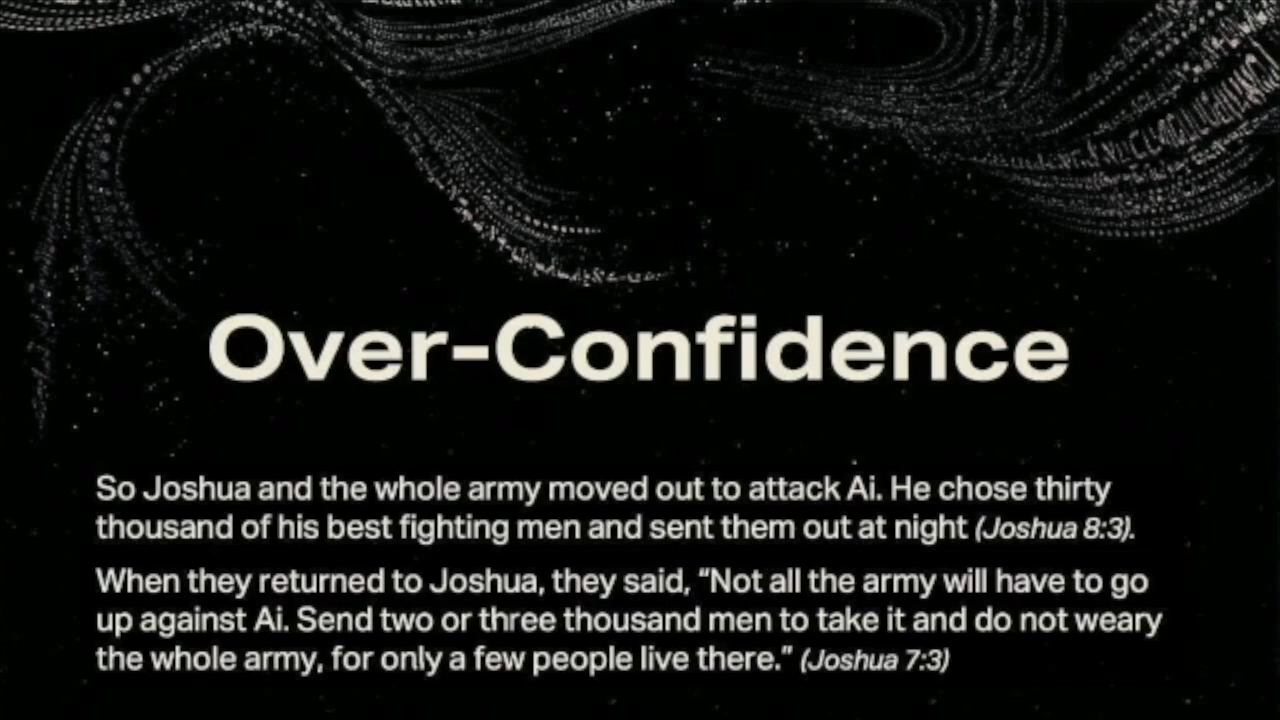 Over-Confidence
So Joshua and the whole army moved out to attack Ai. He chose thirty
thousand of his best fighting men and sent them out at night (Joshua 8:3).
When they returned to Joshua, they said, “Not all the army will have to go
up against Ai. Send two or three thousand men to take it and do not weary
the whole army, for only a few people live there.” (Joshua 7:3)